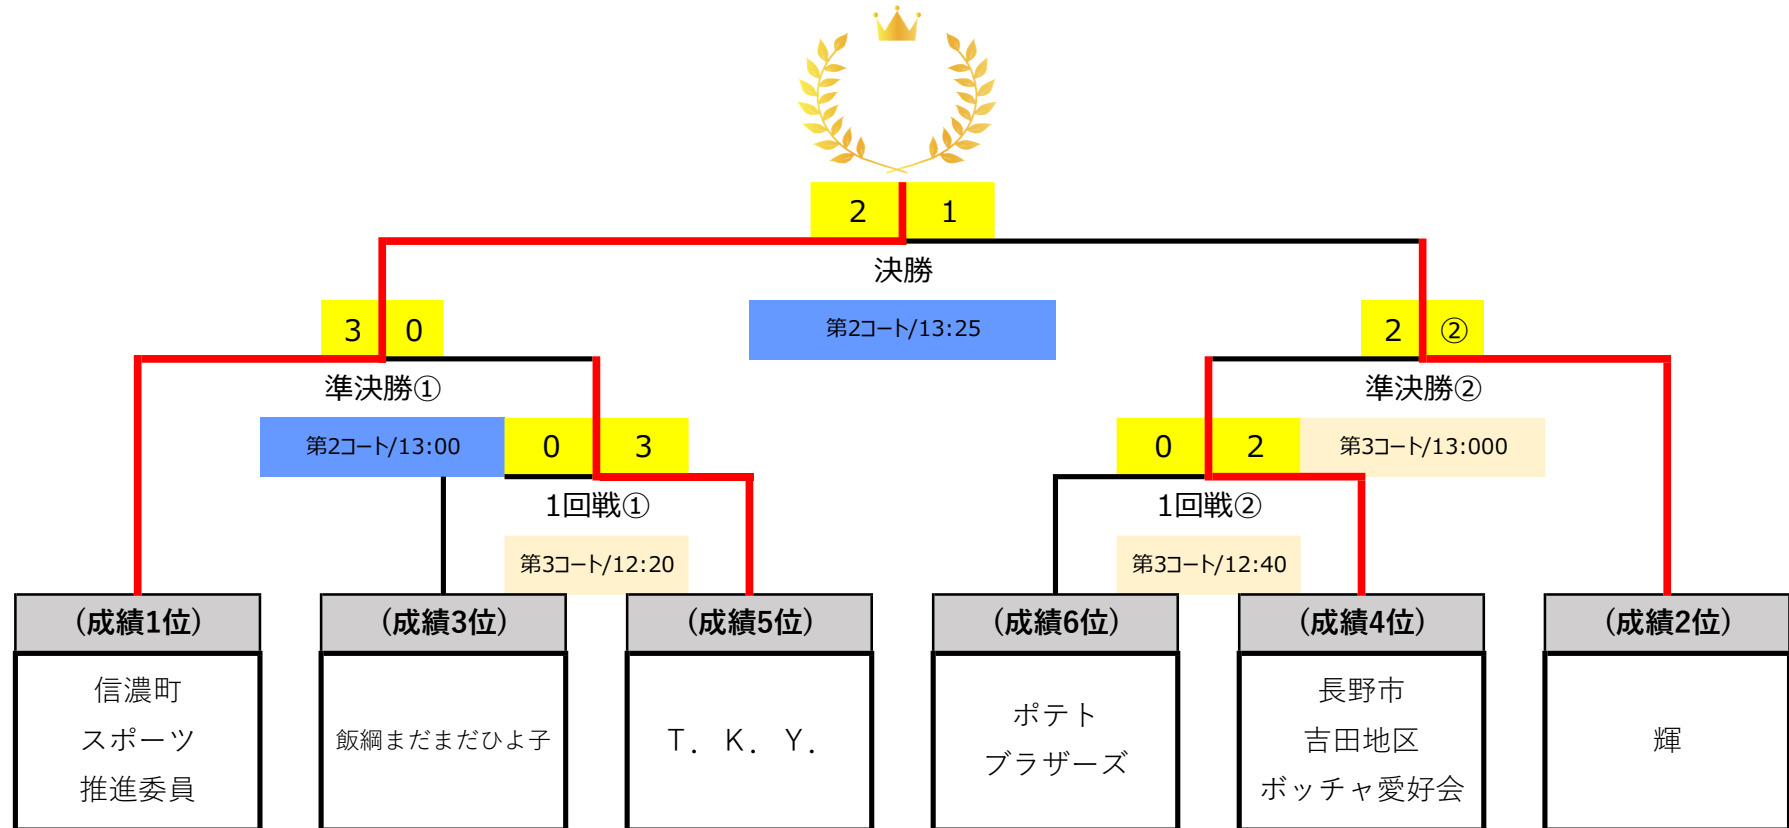 2 1
決勝
第2コート/13:25
3 0
2 ②
準決勝①
準決勝②
第2コート/13:00
0 3
0 2
第3コート/13:000
1回戦①
1回戦②
第3コート/12:20
第3コート/12:40
(成績1位)
(成績3位)
(成績5位)
(成績6位)
(成績4位)
(成績2位)
信濃町
スポーツ
推進委員
飯綱まだまだひよ子
T. K. Y.
ポテト
ブラザーズ
長野市
吉田地区
ボッチャ愛好会
輝